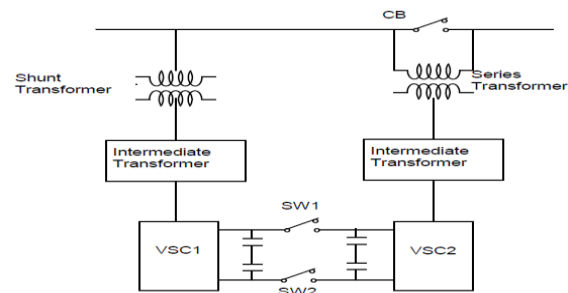 CB
Shunt
Transformer
Series
Transformer
Intermediate
Transformer
Intermediate
Transformer
SW1
VSC1
VSC2
SW2